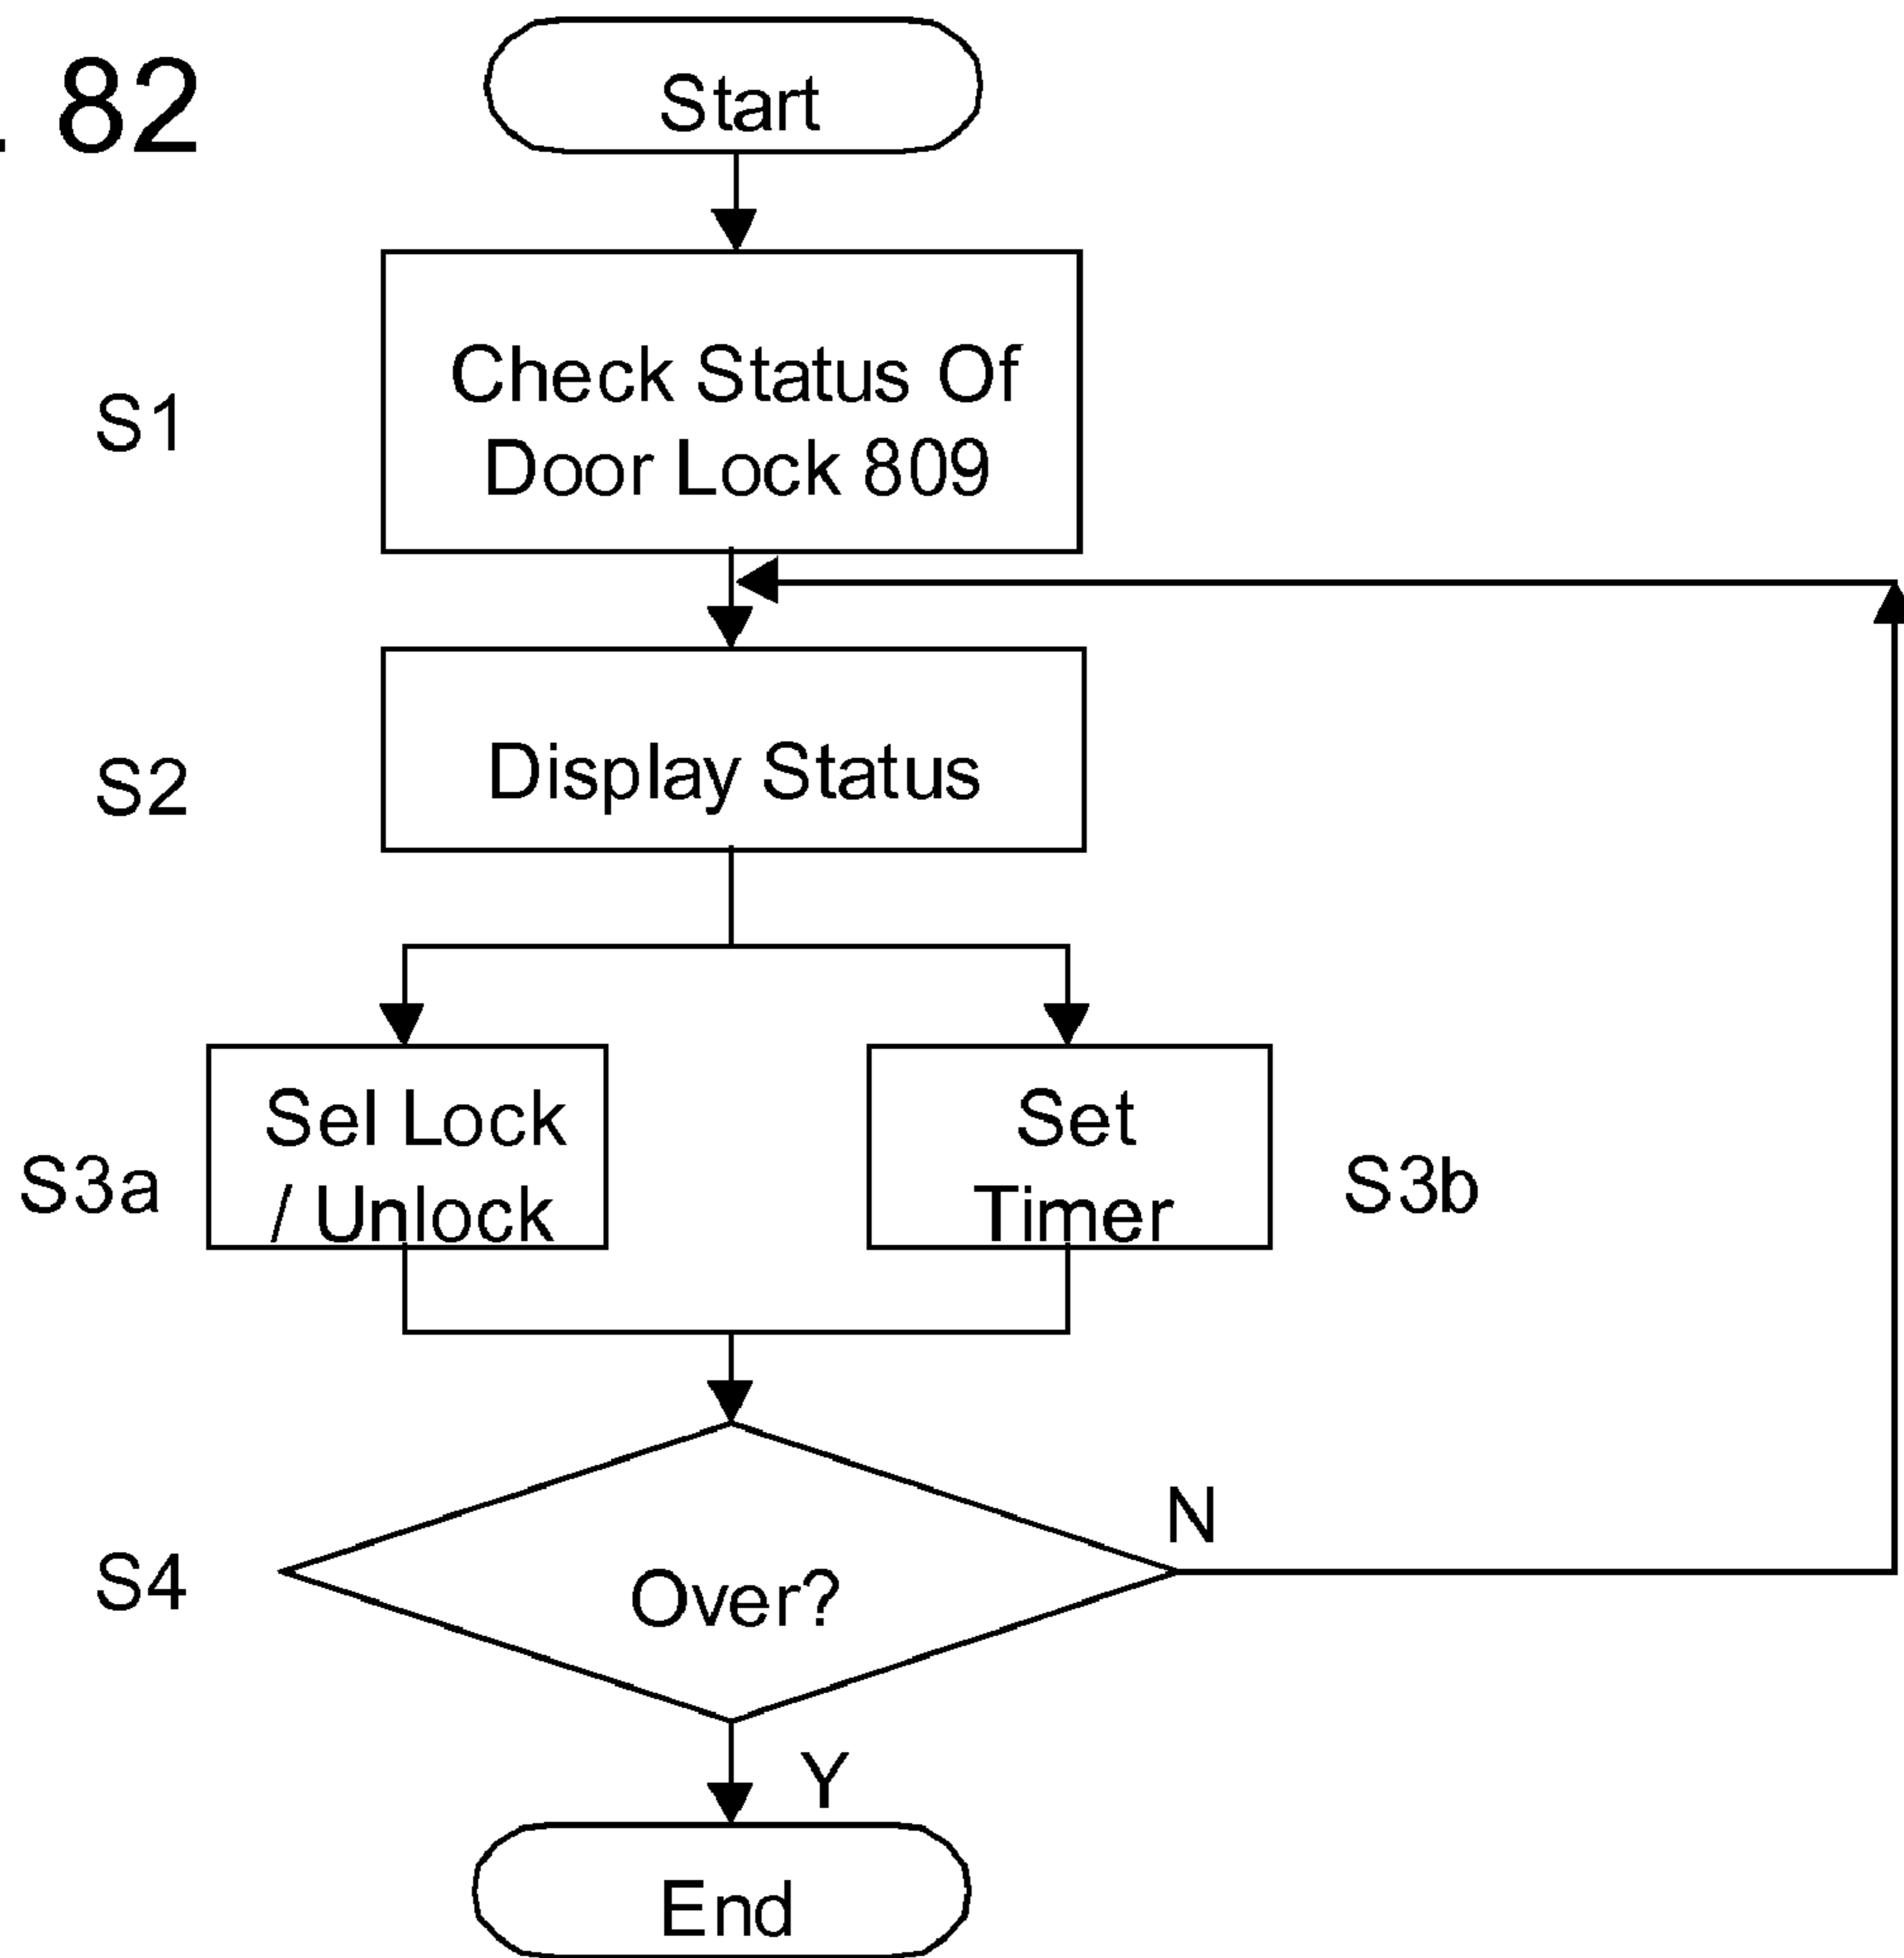 . 82
Start
S1
Check Status Of
Door Lock 809
S2
Display Status
S3a
Sel Lock
/ Unlock
Set
Timer
S3b
S4
Over?
N
Y
End